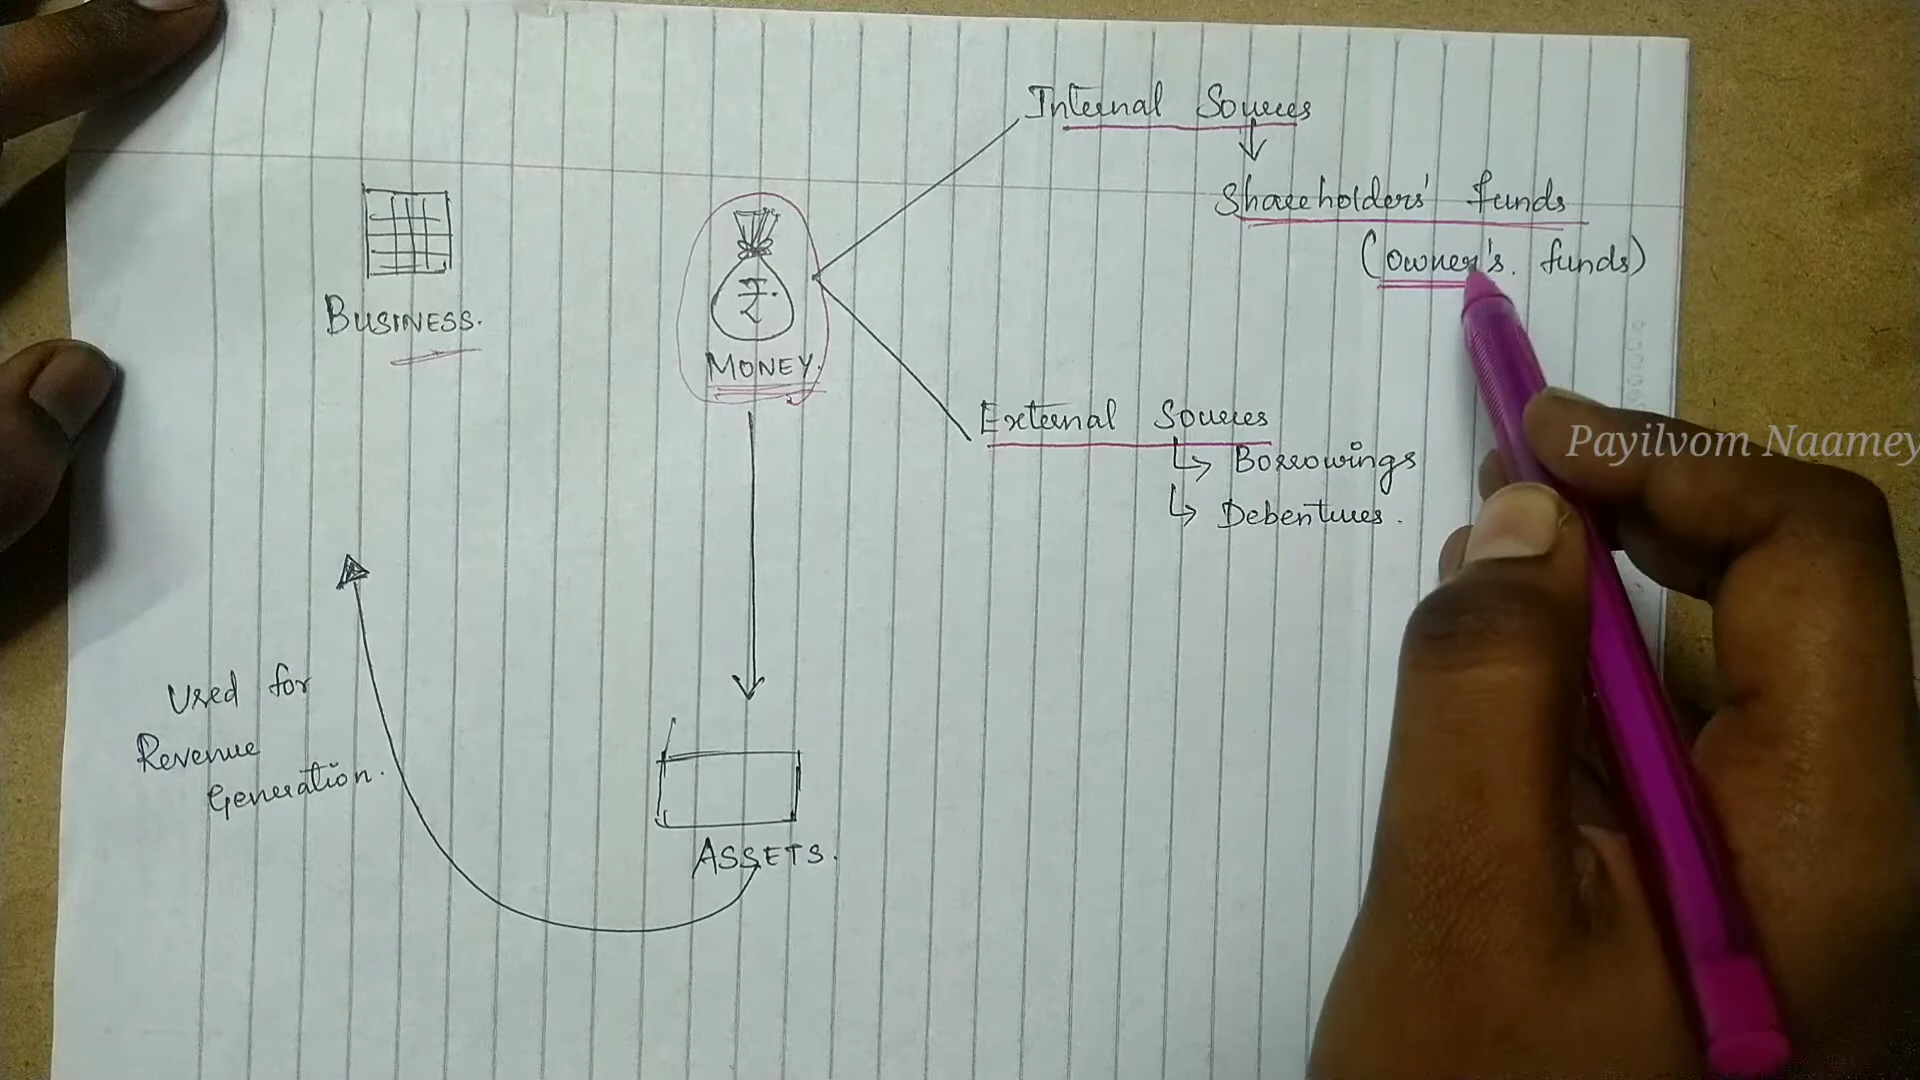 Internal Sources
Shareholders' funds
(Owner's. funds)
BUSINESS.
₹.
MONEY.
External Sources
Borrowings
Debentures.
Payilvom Naamey
Used for
Revenue
Generation.
ASSETS.